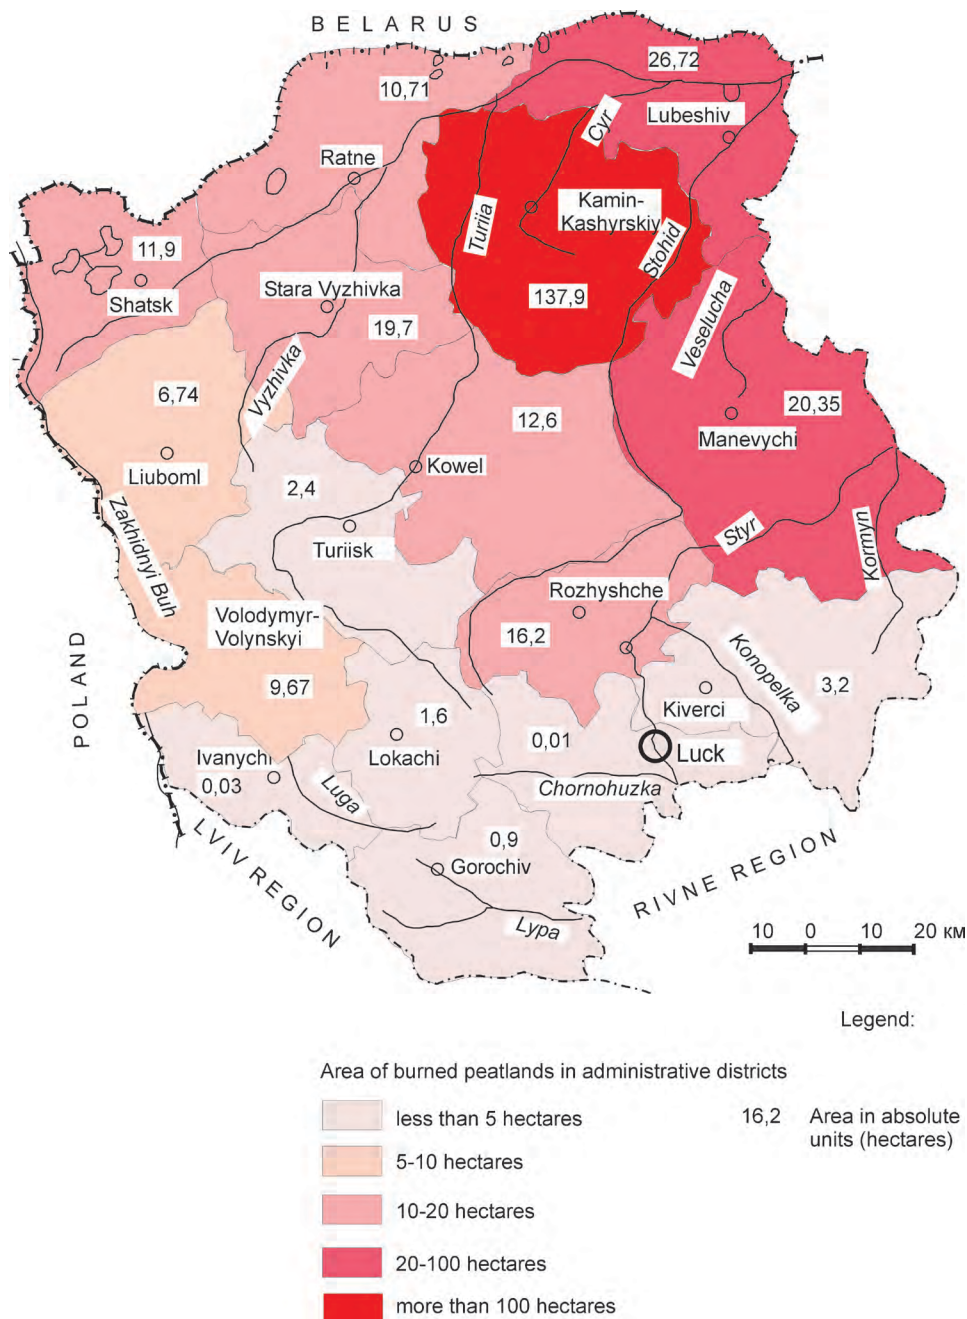 BELARUS
26,72
10,71
Lubeshiv
Cyr
Ratne
Kamin-
Kashyrskiy
Turiia
Stohid
11,9
Stara Vyzhivka
137,9
Shatsk
19,7
Veselucha
Vyzhivka
6,74
12,6
20,35
Manevychi
Liuboml
Kowel
2,4
Zakhidnyi Buh
Turiisk
Styr
Kormyn
Rozhyshche
Volodymyr-
Volynskyi
16,2
Konopelka
POLAND
9,67
3,2
1,6
Kiverci
0,01
Ivanychi
Lokachi
Luck
0,03
Luga
Chornohuzka
0,9
LVIV REGION
Gorochiv
RIVNE REGION
Lypa
10 0 10 20 км
Legend:
Area of burned peatlands in administrative districts
less than 5 hectares
16,2 Area in absolute
units (hectares)
5-10 hectares
10-20 hectares
20-100 hectares
more than 100 hectares